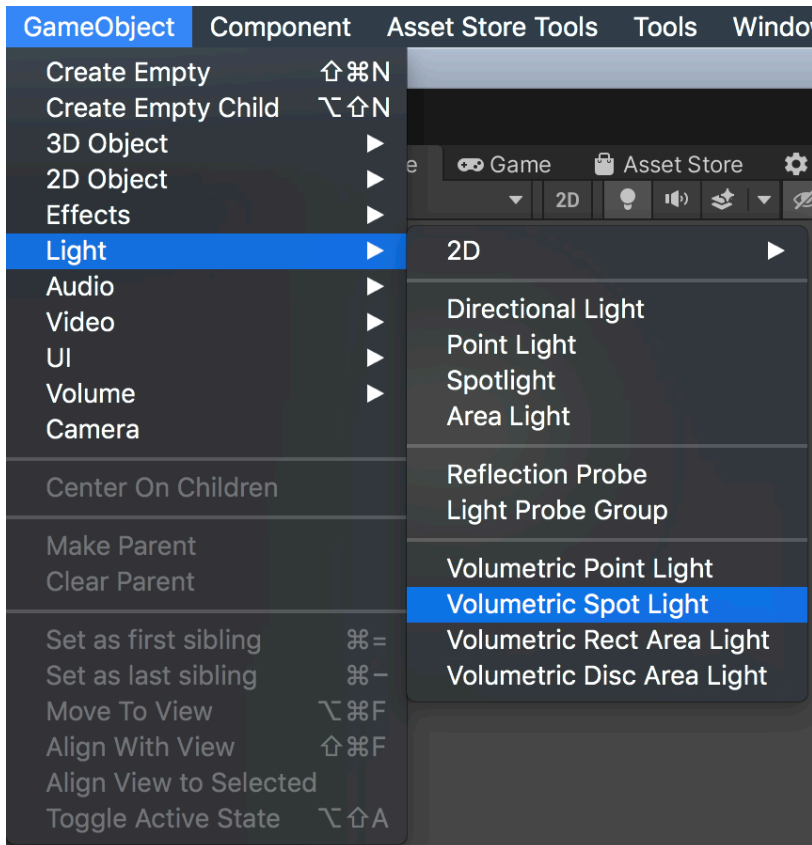 GameObject Component Asset Store Tools Tools Windo
Create Empty ⇧⌘N
Create Empty Child ⌥⇧N
3D Object ▶
2D Object ▶
Effects ▶
Light ▶
Audio ▶
Video ▶
UI ▶
Volume ▶
Camera
Center On Children
Make Parent
Clear Parent
Set as first sibling ⌘=
Set as last sibling ⌘−
Move To View ⌥⌘F
Align With View ⇧⌘F
Align View to Selected
Toggle Active State ⌥⇧A
e Game Asset Store
2D
2D ▶
Directional Light
Point Light
Spotlight
Area Light
Reflection Probe
Light Probe Group
Volumetric Point Light
Volumetric Spot Light
Volumetric Rect Area Light
Volumetric Disc Area Light